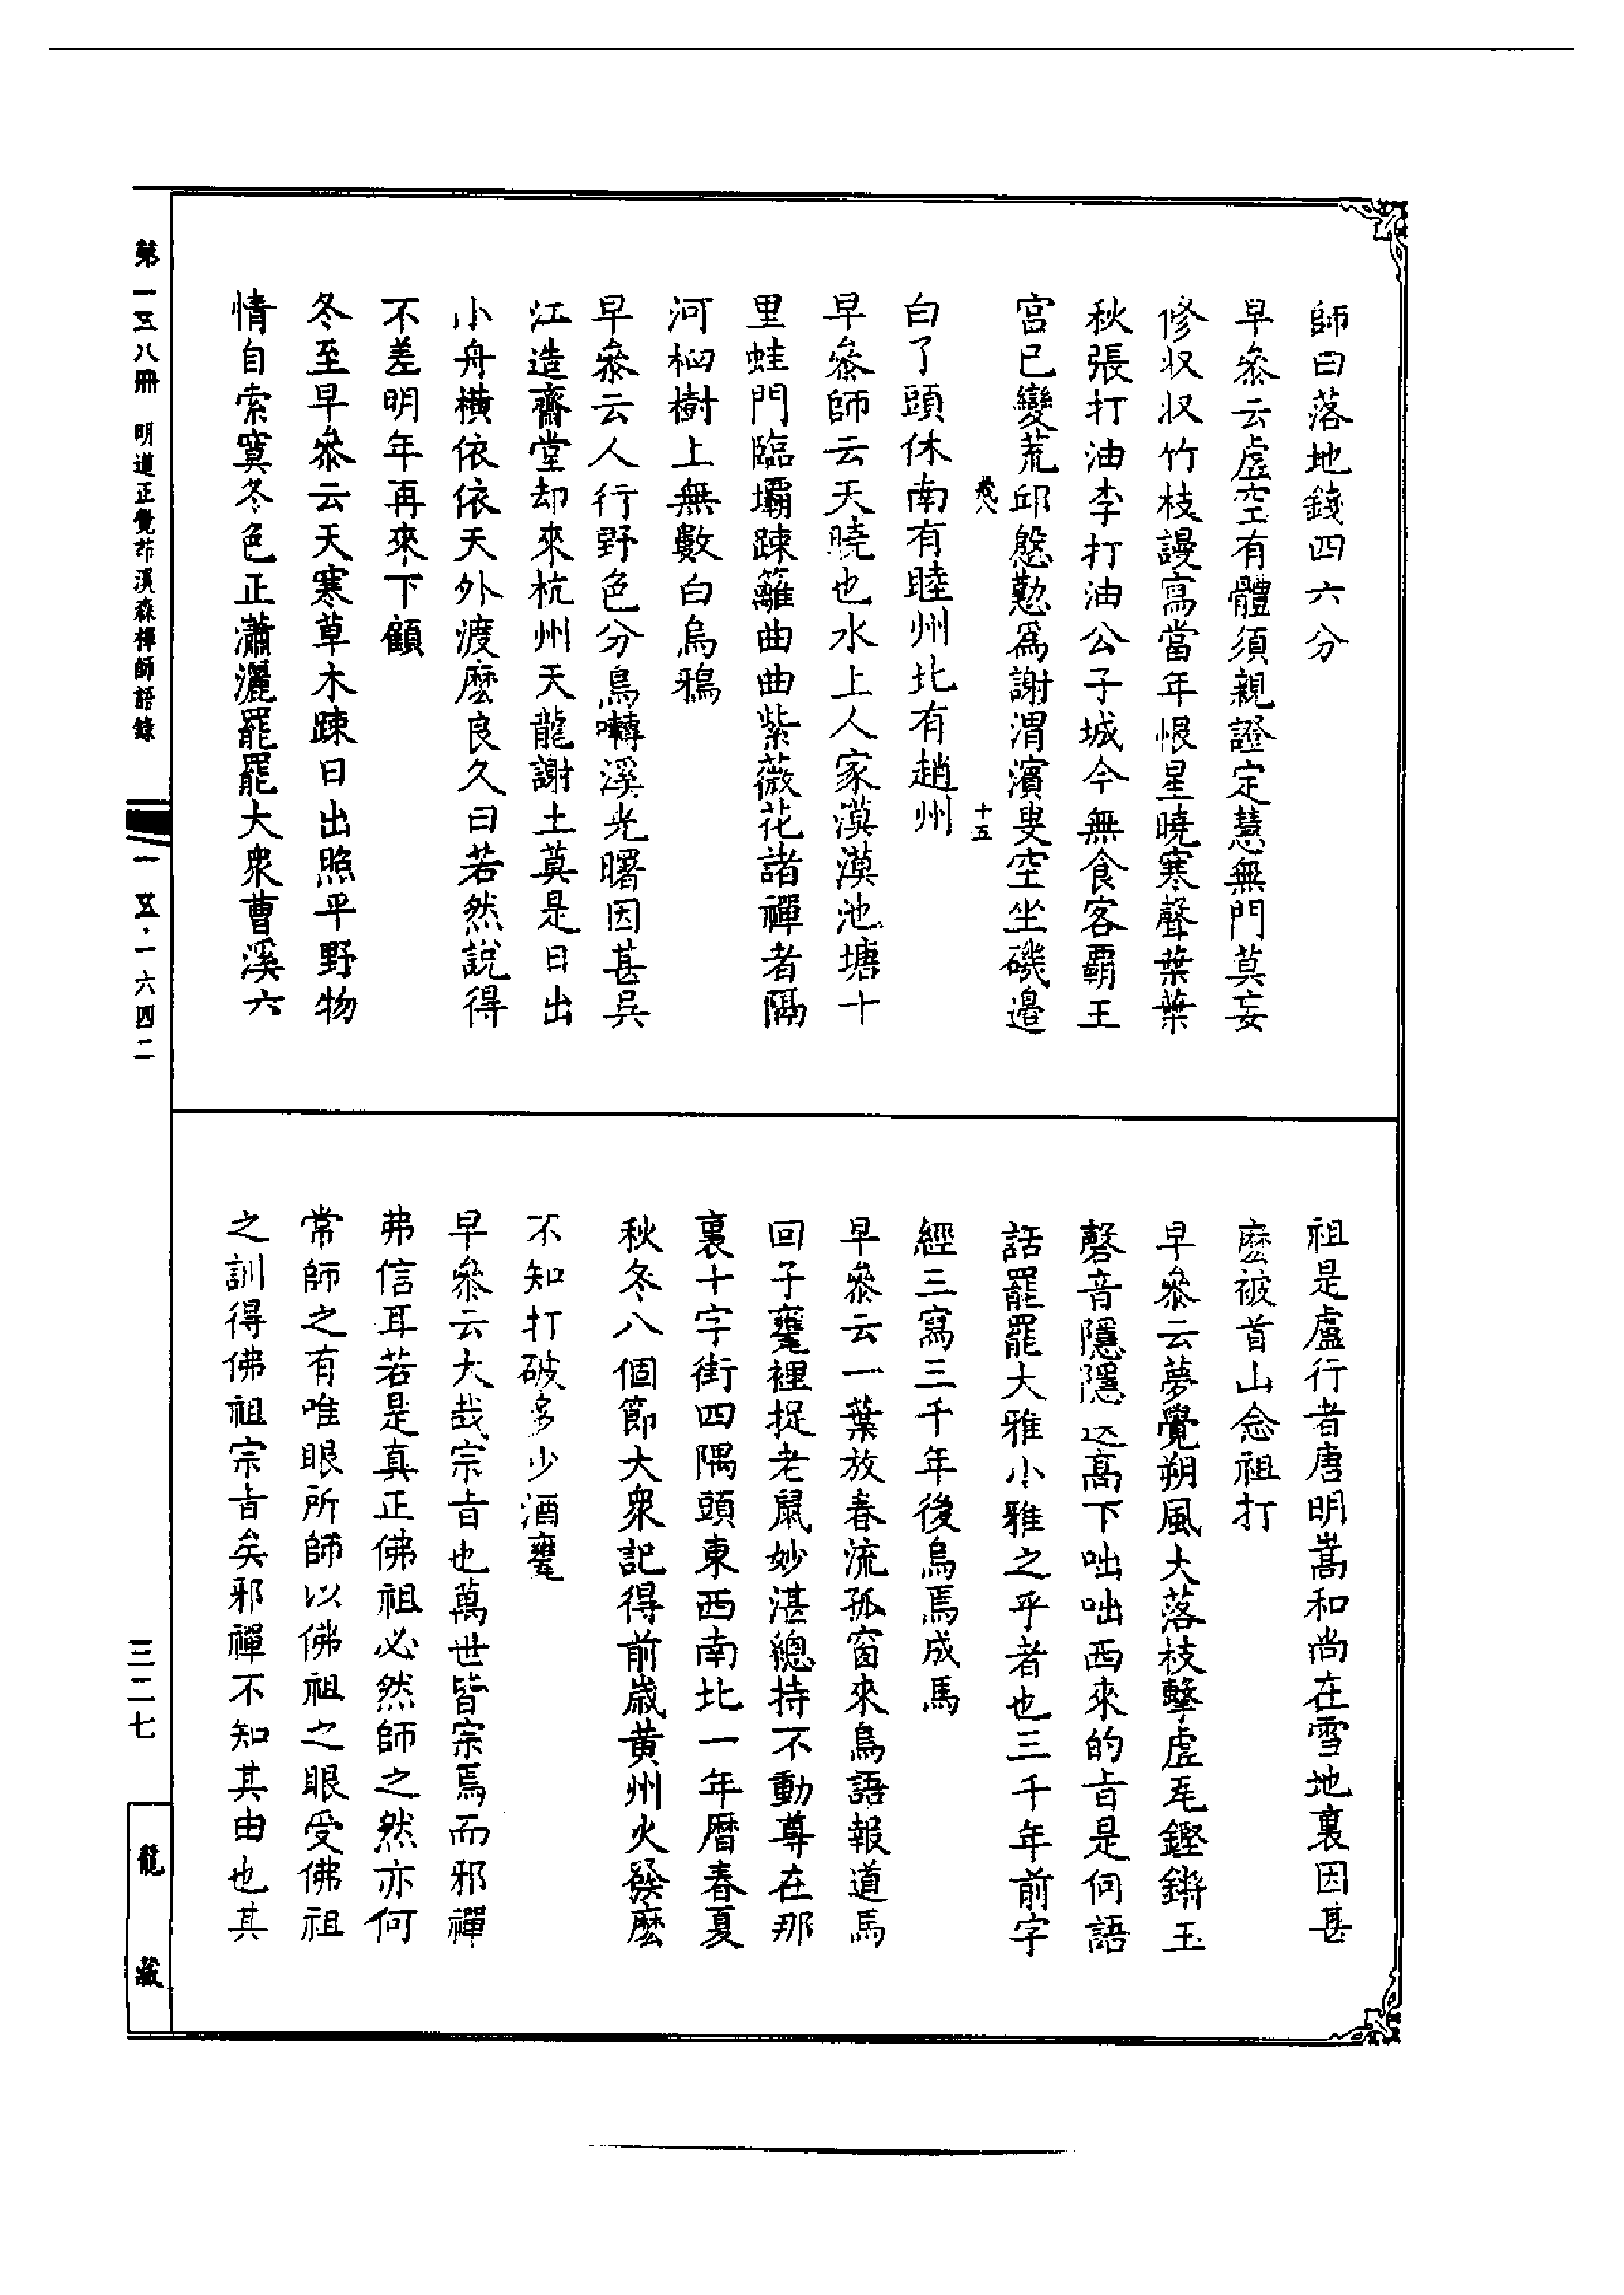 師曰落地錢四六分
早叅云虛空有體須親證定慧無門莫妄
修㕘収竹枝謾寫當年恨星曉寒聲葉葉
秋張打油李打油公子城今無食客霸王
宮已變荒邱慇懃爲謝渭濱叟空坐磯邉
十五
白了頭休南有睦州北有趙州
早叅師云天曉也水上人家漠漠池塘十
里蛙門臨壩踈籬曲曲紫薇花諸禪者隔
河桕樹上無數白烏鴉
早叅云人行野色分鳥囀溪光曙因甚吳
江造齋堂却來杭州天龍謝土莫是日出
小舟橫依依天外渡麽良久曰若然說得
不差明年再來下顧
冬至早叅云天寒草木踈日出照平野物
情自索寞冬色正瀟灑罷罷大衆曹溪六
祖是盧行者唐明嵩和尚在雪地裏因甚
麽被首山念祖打
早叅云夢覺朔風大落枝擊虛毛鏗鏘玉
磬音隱隱迭高下咄咄西來的㫖是何語
話罷罷大雅小雅之乎者也三千年前字
經三寫三千年後烏焉成馬
早叅云一葉放春流孤窗來鳥語報道馬
回子甕裡捉老鼠妙湛總持不動尊在那
裏十字街四隅頭東西南北一年曆春夏
秋冬八個節大衆記得前歲黃州火發麽
不知打破多少酒甕
早叅云大哉宗㫖也萬世皆宗焉而邪禪
弗信耳若是真正佛祖必然師之然亦何
常師之有唯眼所師以佛祖之眼受佛祖
之訓得佛祖宗㫖矣邪禪不知其由也其
第一五八冊 明道正覺茆溪森禪師語錄
一五·一六四二
三二七
龍藏